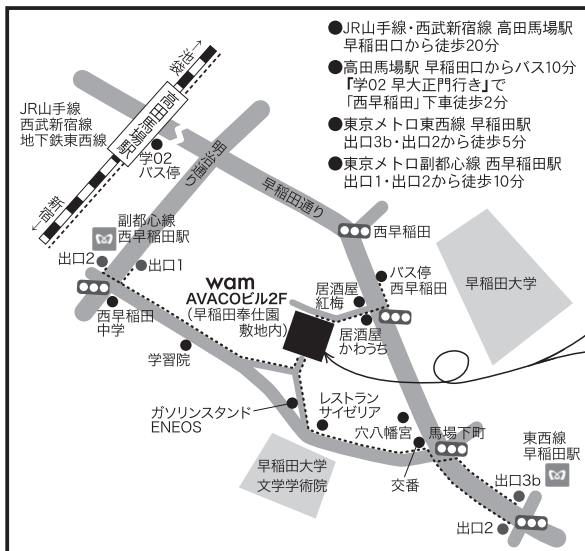 ●JR山手線・西武新宿線 高田馬場駅
早稲田口から徒歩20分
●高田馬場駅 早稲田口からバス10分
『学02 早大正門行き』で
「西早稲田」下車徒歩2分
●東京メトロ東西線 早稲田駅
出口3b・出口2から徒歩5分
●東京メトロ副都心線 西早稲田駅
出口1・出口2から徒歩10分
池袋
高田馬場駅
JR山手線
西武新宿線
地下鉄東西線
新宿
学02
バス停
明治通り
早稲田通り
西早稲田
副都心線
西早稲田駅
出口2
出口1
西早稲田
中学
wam
AVACOビル2F
(早稲田奉仕園
敷地内)
居酒屋
紅梅
バス停
西早稲田
早稲田大学
居酒屋
かわうち
学習院
ガソリンスタンド
ENEOS
レストラン
サイゼリア
穴八幡宮
馬場下町
交番
早稲田大学
文学学術院
東西線
早稲田駅
出口3b
出口2